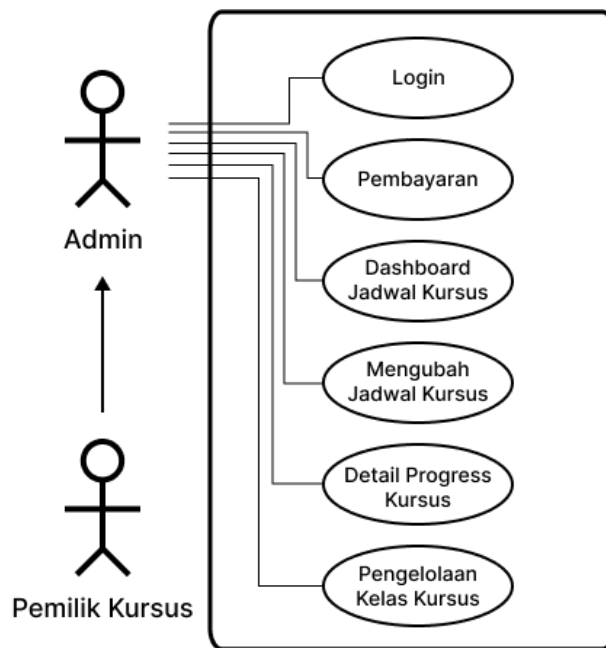 Login
Pembayaran
Admin
Dashboard
Jadwal Kursus
Mengubah
Jadwal Kursus
Detail Progress
Kursus
Pengelolaan
Kelas Kursus
Pemilik Kursus